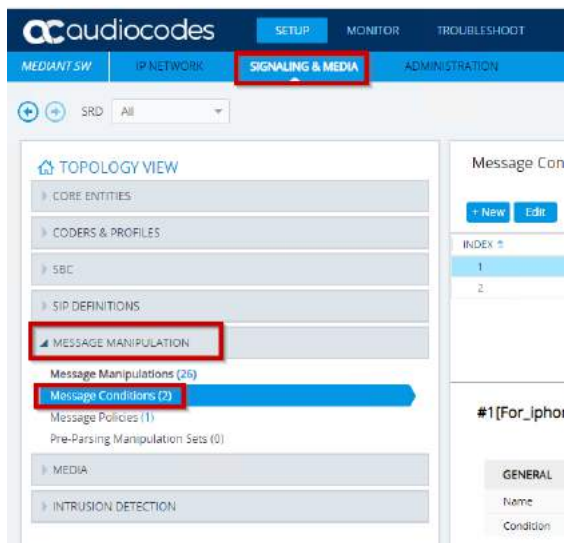 audiocodes SETUP MONITOR TROUBLESHOOT
MEDIANT SW IP NETWORK SIGNALING & MEDIA ADMINISTRATION
SRD All
TOPOLOGY VIEW
CORE ENTITIES
CODERS & PROFILES
SBC
SIP DEFINITIONS
MESSAGE MANIPULATION
Message Manipulations (26)
Message Conditions (2)
Message Policies (1)
Pre-Parsing Manipulation Sets (0)
MEDIA
INTRUSION DETECTION
Message Con
+ New Edit
INDEX
1
2
#1[For_ipho
GENERAL
Name
Condition